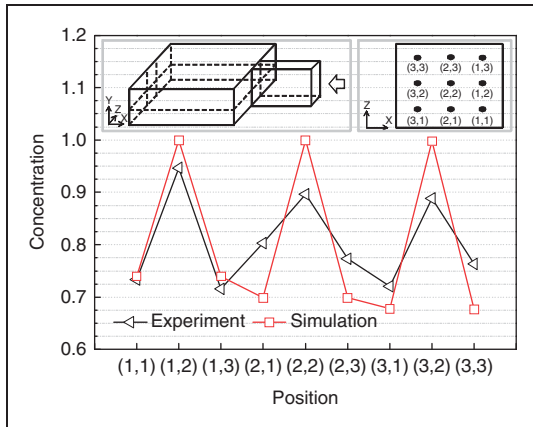 1.2
1.1
1.0
0.9
0.8
0.7
0.6
Concentration
Y
Z
X
(3,3) (2,3) (1,3)
(3,2) (2,2) (1,2)
(3,1) (2,1) (1,1)
Z
X
Experiment Simulation
(1,1) (1,2) (1,3) (2,1) (2,2) (2,3) (3,1) (3,2) (3,3)
Position